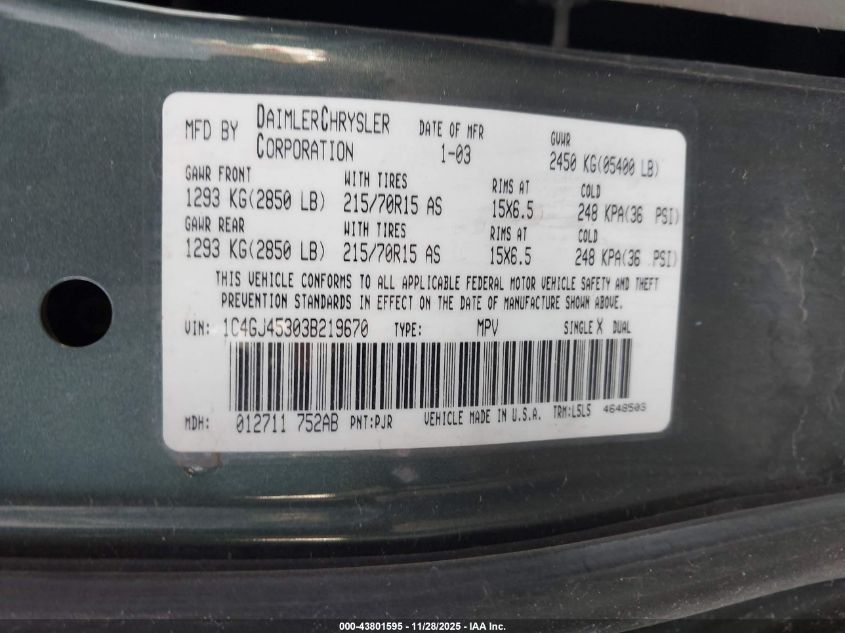 MFD BY DAIMLERCHRYSLER CORPORATION DATE OF MFR 1-03 GVWR 2450 KG(05400 LB)
GAWR FRONT WITH TIRES RIMS AT COLD
1293 KG(2850 LB) 215/70R15 AS 15X6.5 248 KPA(36 PSI)
GAWR REAR WITH TIRES RIMS AT COLD
1293 KG(2850 LB) 215/70R15 AS 15X6.5 248 KPA(36 PSI)
THIS VEHICLE CONFORMS TO ALL APPLICABLE FEDERAL MOTOR VEHICLE SAFETY AND THEFT
PREVENTION STANDARDS IN EFFECT ON THE DATE OF MANUFACTURE SHOWN ABOVE.
VIN: 1C4GJ45303B219670 TYPE: MPV SINGLE X DUAL
MDH: 012711 752AB PNT:PJR VEHICLE MADE IN U.S.A. TRM:L5L5
000-43801595 - 11/28/2025 - IAA Inc.